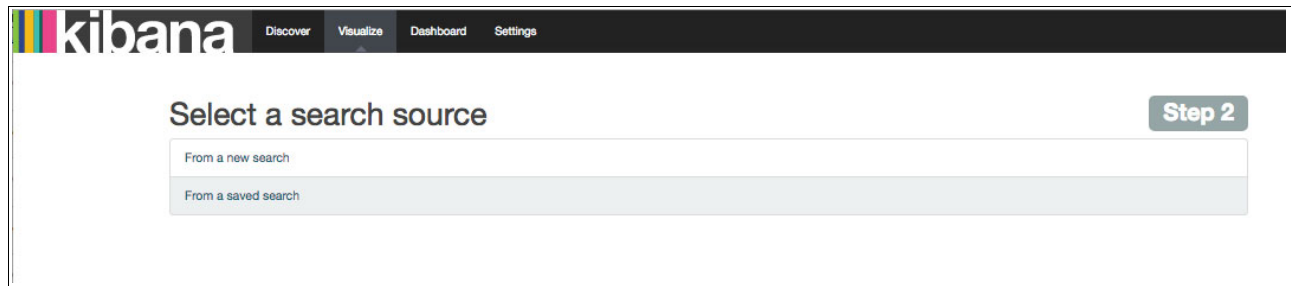 kibana Discover Visualize Dashboard Settings
Select a search source Step 2
From a new search
From a saved search